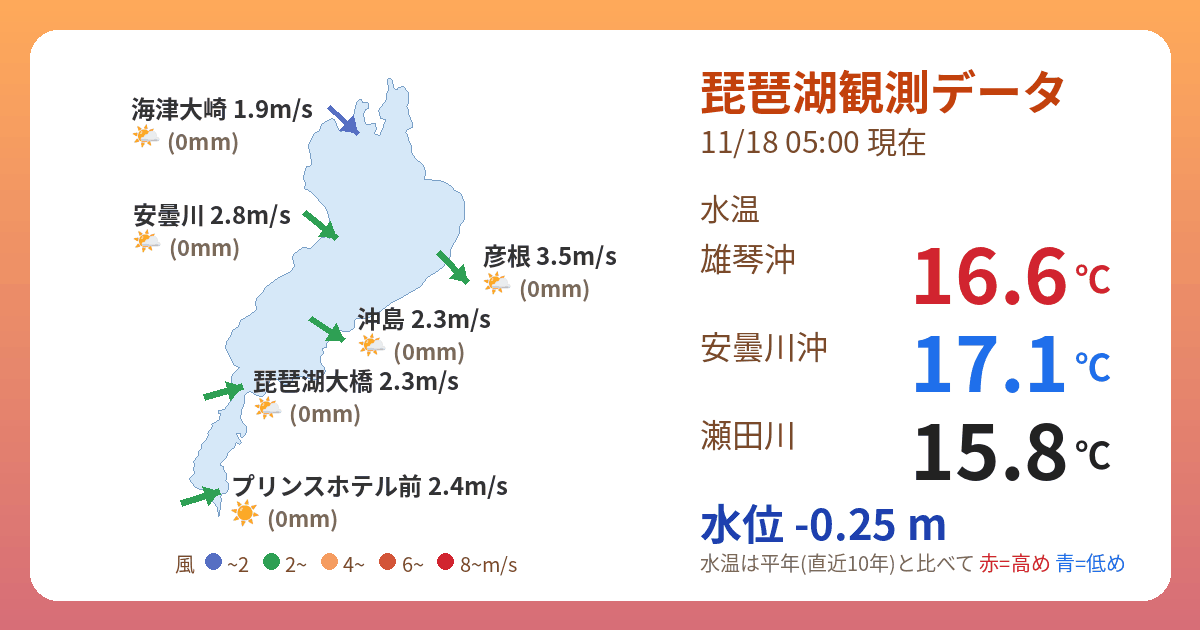 海津大崎 1.9m/s
(0mm)
安曇川 2.8m/s
(0mm)
彦根 3.5m/s
(0mm)
沖島 2.3m/s
(0mm)
琵琶湖大橋 2.3m/s
(0mm)
プリンスホテル前 2.4m/s
(0mm)
風 ~2 2~ 4~ 6~ 8~m/s
琵琶湖観測データ
11/18 05:00 現在
水温
雄琴沖 16.6℃
安曇川沖 17.1℃
瀬田川 15.8℃
水位 -0.25 m
水温は平年(直近10年)と比べて 赤=高め 青=低め